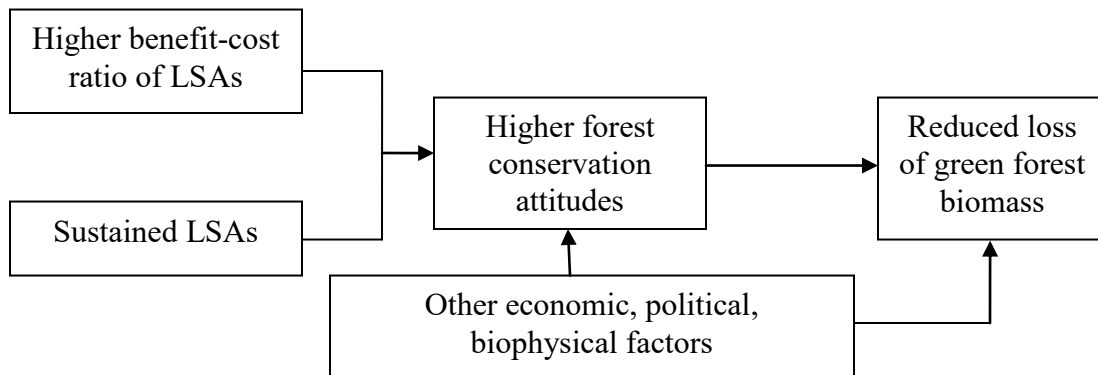 Higher benefit-cost
ratio of LSAs
Sustained LSAs
Higher forest
conservation
attitudes
Reduced loss
of green forest
biomass
Other economic, political,
biophysical factors